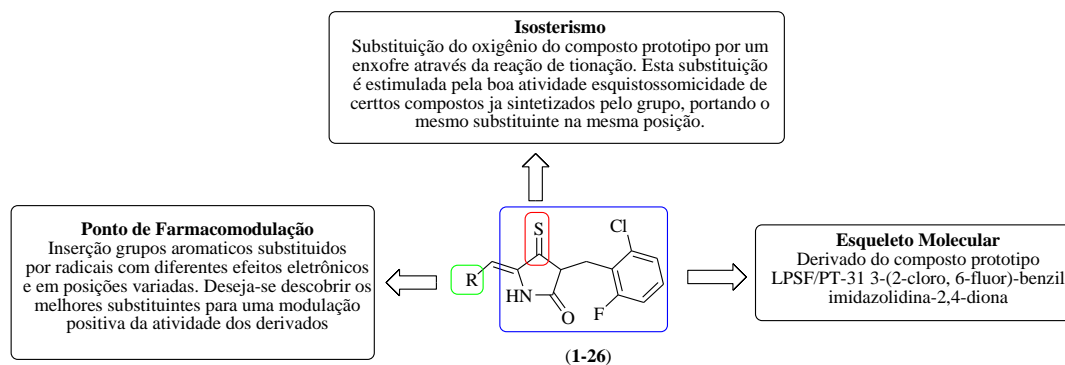 Isosterismo
Substituição do oxigênio do composto prototipo por um
enxofre através da reação de tionação. Esta substituição
é estimulada pela boa atividade esquistossomicidade de
certtos compostos ja sintetizados pelo grupo, portando o
mesmo substituinte na mesma posição.
Ponto de Farmacomodulação
Inserção grupos aromaticos substituidos
por radicais com diferentes efeitos eletrônicos
e em posições variadas. Deseja-se descobrir os
melhores substituintes para uma modulação
positiva da atividade dos derivados
S
Cl
R
HN
O
F
(1-26)
Esqueleto Molecular
Derivado do composto prototipo
LPSF/PT-31 3-(2-cloro, 6-fluor)-benzil
imidazolidina-2,4-diona